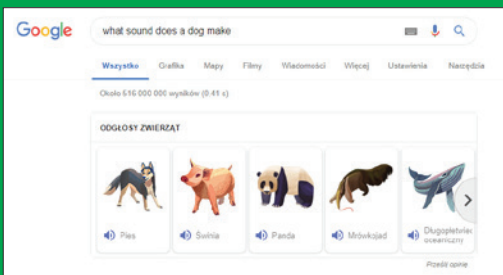 Google what sound does a dog make
Wszystko Grafika Mapy Filmy Wiadomości Więcej Ustawienia Narzędzia
Około 616 000 000 wyników (0,41 s)
ODGŁOSY ZWIERZĄT
Pies Świnia Panda Mrówkojad Długopłetwiec
oceaniczny
Prześlij opinię